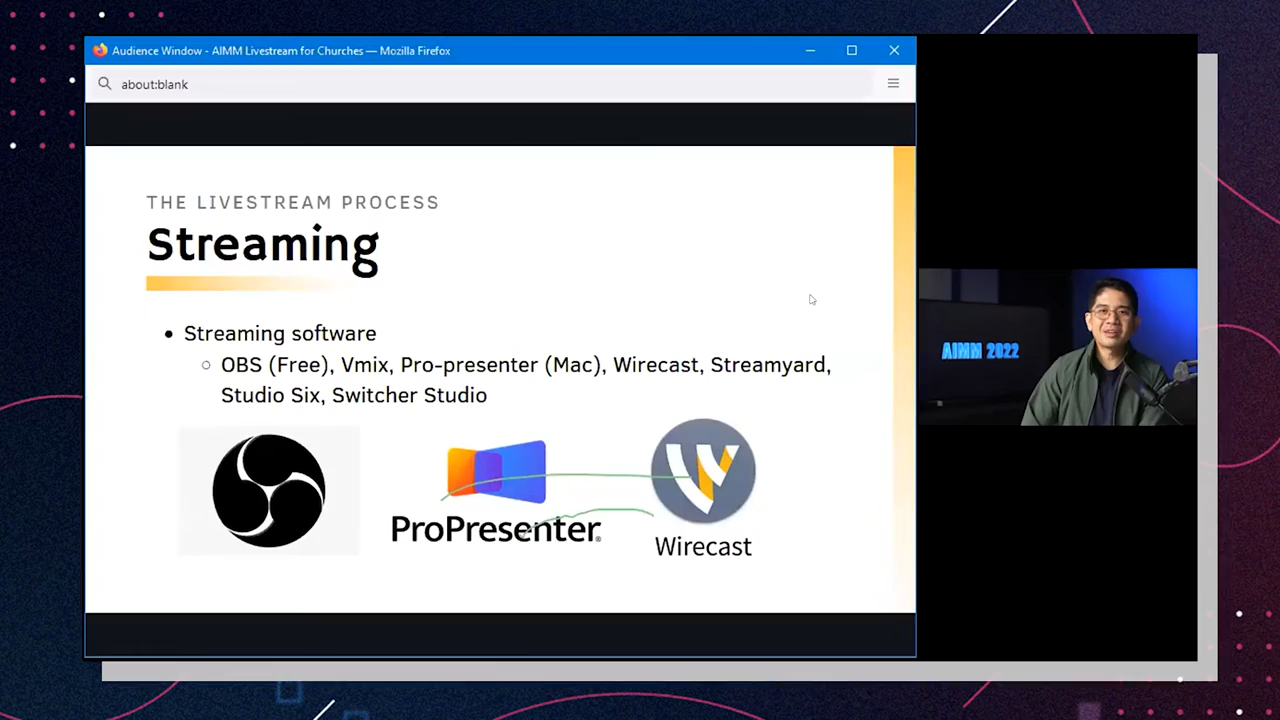 Audience Window - AIMM Livestream for Churches — Mozilla Firefox
about:blank
THE LIVESTREAM PROCESS
Streaming
• Streaming software
○ OBS (Free), Vmix, Pro-presenter (Mac), Wirecast, Streamyard,
Studio Six, Switcher Studio
ProPresenter®
Wirecast
AIMM 2022